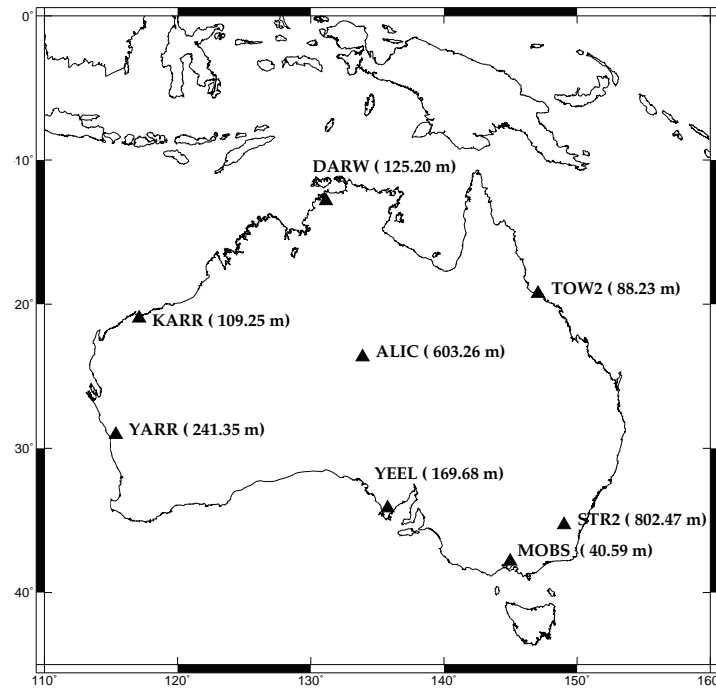 0°
DARW ( 125.20 m)
10°
TOW2 ( 88.23 m)
20°
KARR ( 109.25 m)
ALIC ( 603.26 m)
YARR ( 241.35 m)
30°
YEEL ( 169.68 m)
STR2 ( 802.47 m)
MOBS ( 40.59 m)
40°
110° 120° 130° 140° 150° 160°